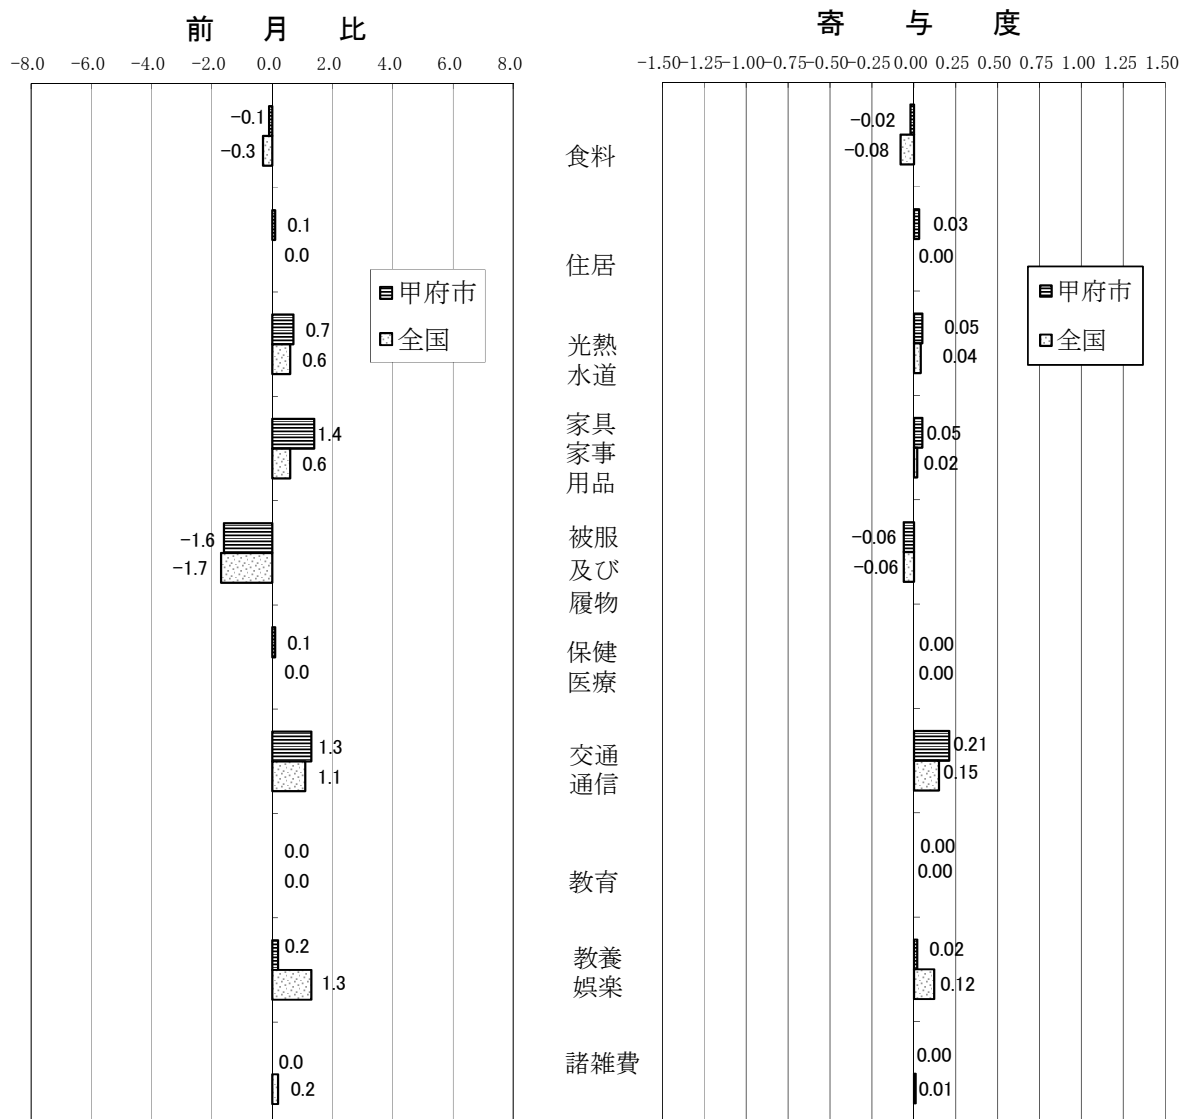 前 月 比
寄 与 度
-8.0 -6.0 -4.0 -2.0 0.0 2.0 4.0 6.0 8.0
-1.50 -1.25 -1.00 -0.75 -0.50 -0.25 0.00 0.25 0.50 0.75 1.00 1.25 1.50
-0.1
-0.3
食料
-0.02
-0.08
0.1
0.0
住居
0.03
0.00
甲府市
全国
甲府市
全国
0.7
0.6
光熱
水道
0.05
0.04
1.4
0.6
家具
家事
用品
0.05
0.02
-1.6
-1.7
被服
及び
履物
-0.06
-0.06
0.1
0.0
保健
医療
0.00
0.00
1.3
1.1
交通
通信
0.21
0.15
0.0
0.0
教育
0.00
0.00
0.2
1.3
教養
娯楽
0.02
0.12
0.0
0.2
諸雑費
0.00
0.01